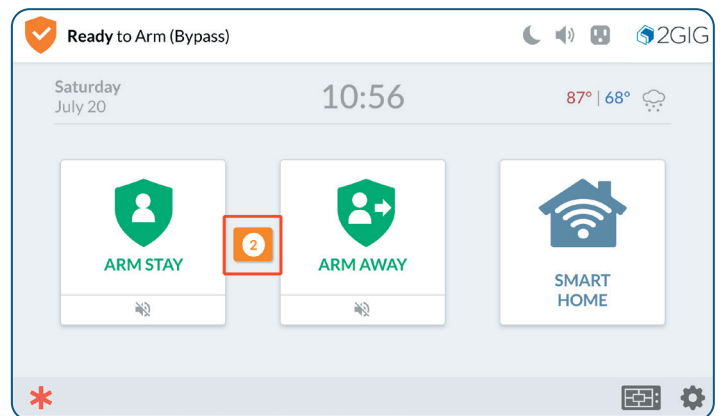 Ready to Arm (Bypass)
2GIG
Saturday
July 20
10:56
87° | 68°
ARM STAY
2
ARM AWAY
SMART
HOME